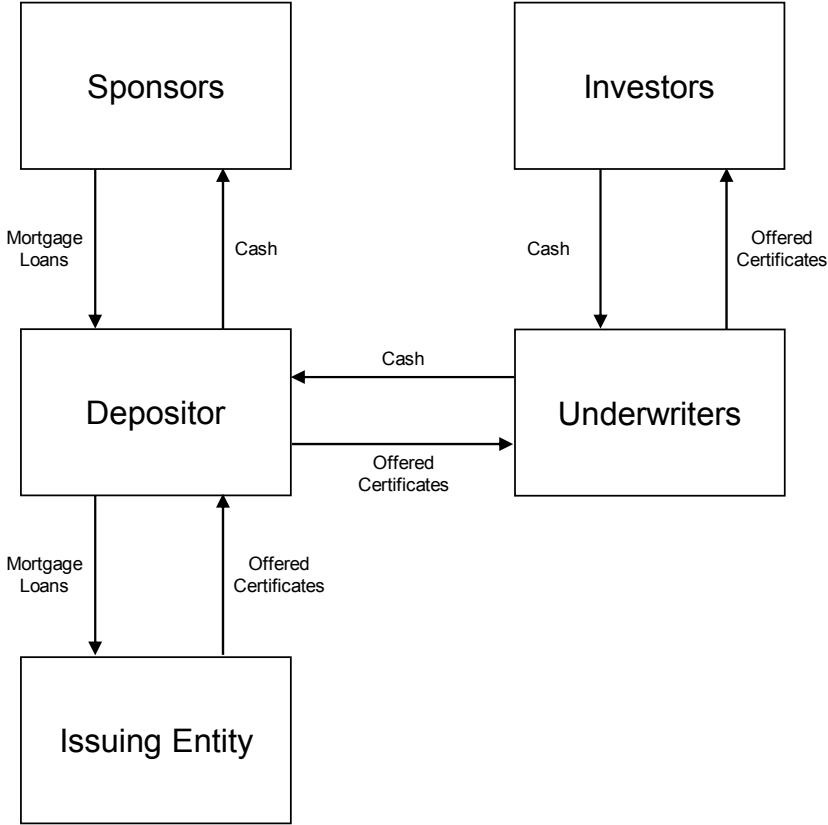 Sponsors
Investors
Mortgage
Loans
Cash
Cash
Offered
Certificates
Depositor
Cash
Offered
Certificates
Underwriters
Mortgage
Loans
Offered
Certificates
Issuing Entity